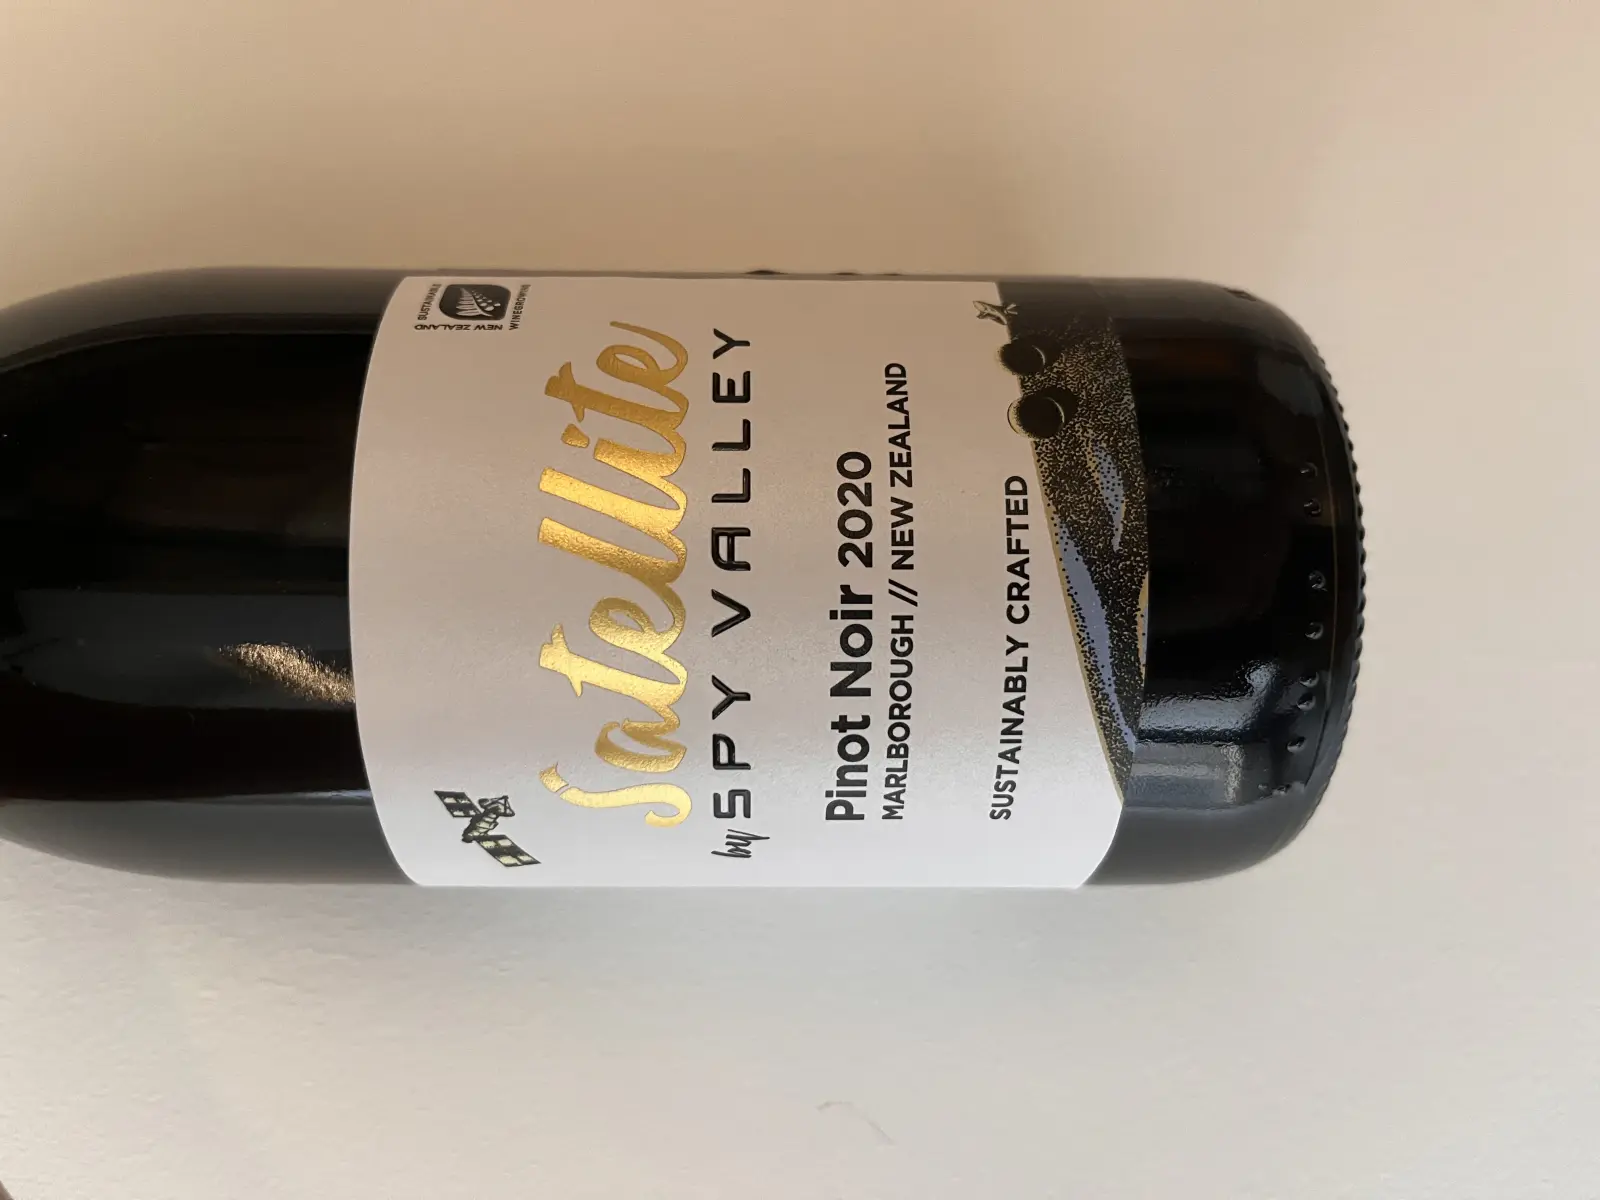 SUSTAINABLE
NEW ZEALAND
WINEGROWING
Satellite
by SPY VALLEY
Pinot Noir 2020
MARLBOROUGH // NEW ZEALAND
SUSTAINABLY CRAFTED